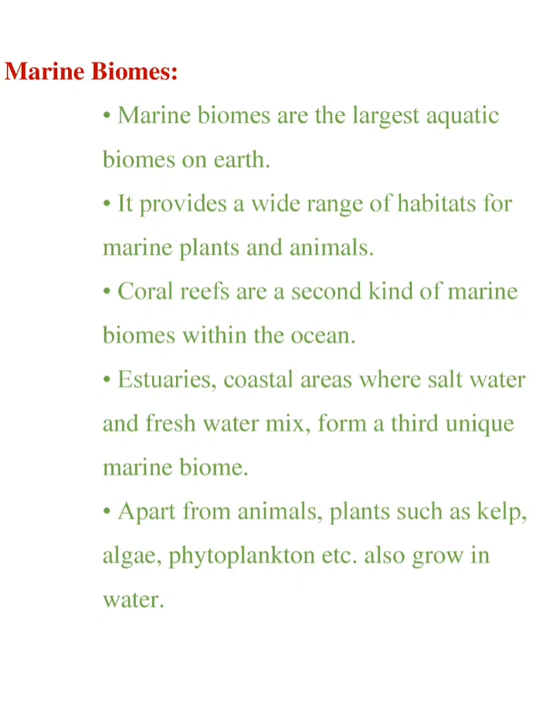 Marine Biomes:
• Marine biomes are the largest aquatic
biomes on earth.
• It provides a wide range of habitats for
marine plants and animals.
• Coral reefs are a second kind of marine
biomes within the ocean.
• Estuaries, coastal areas where salt water
and fresh water mix, form a third unique
marine biome.
• Apart from animals, plants such as kelp,
algae, phytoplankton etc. also grow in
water.